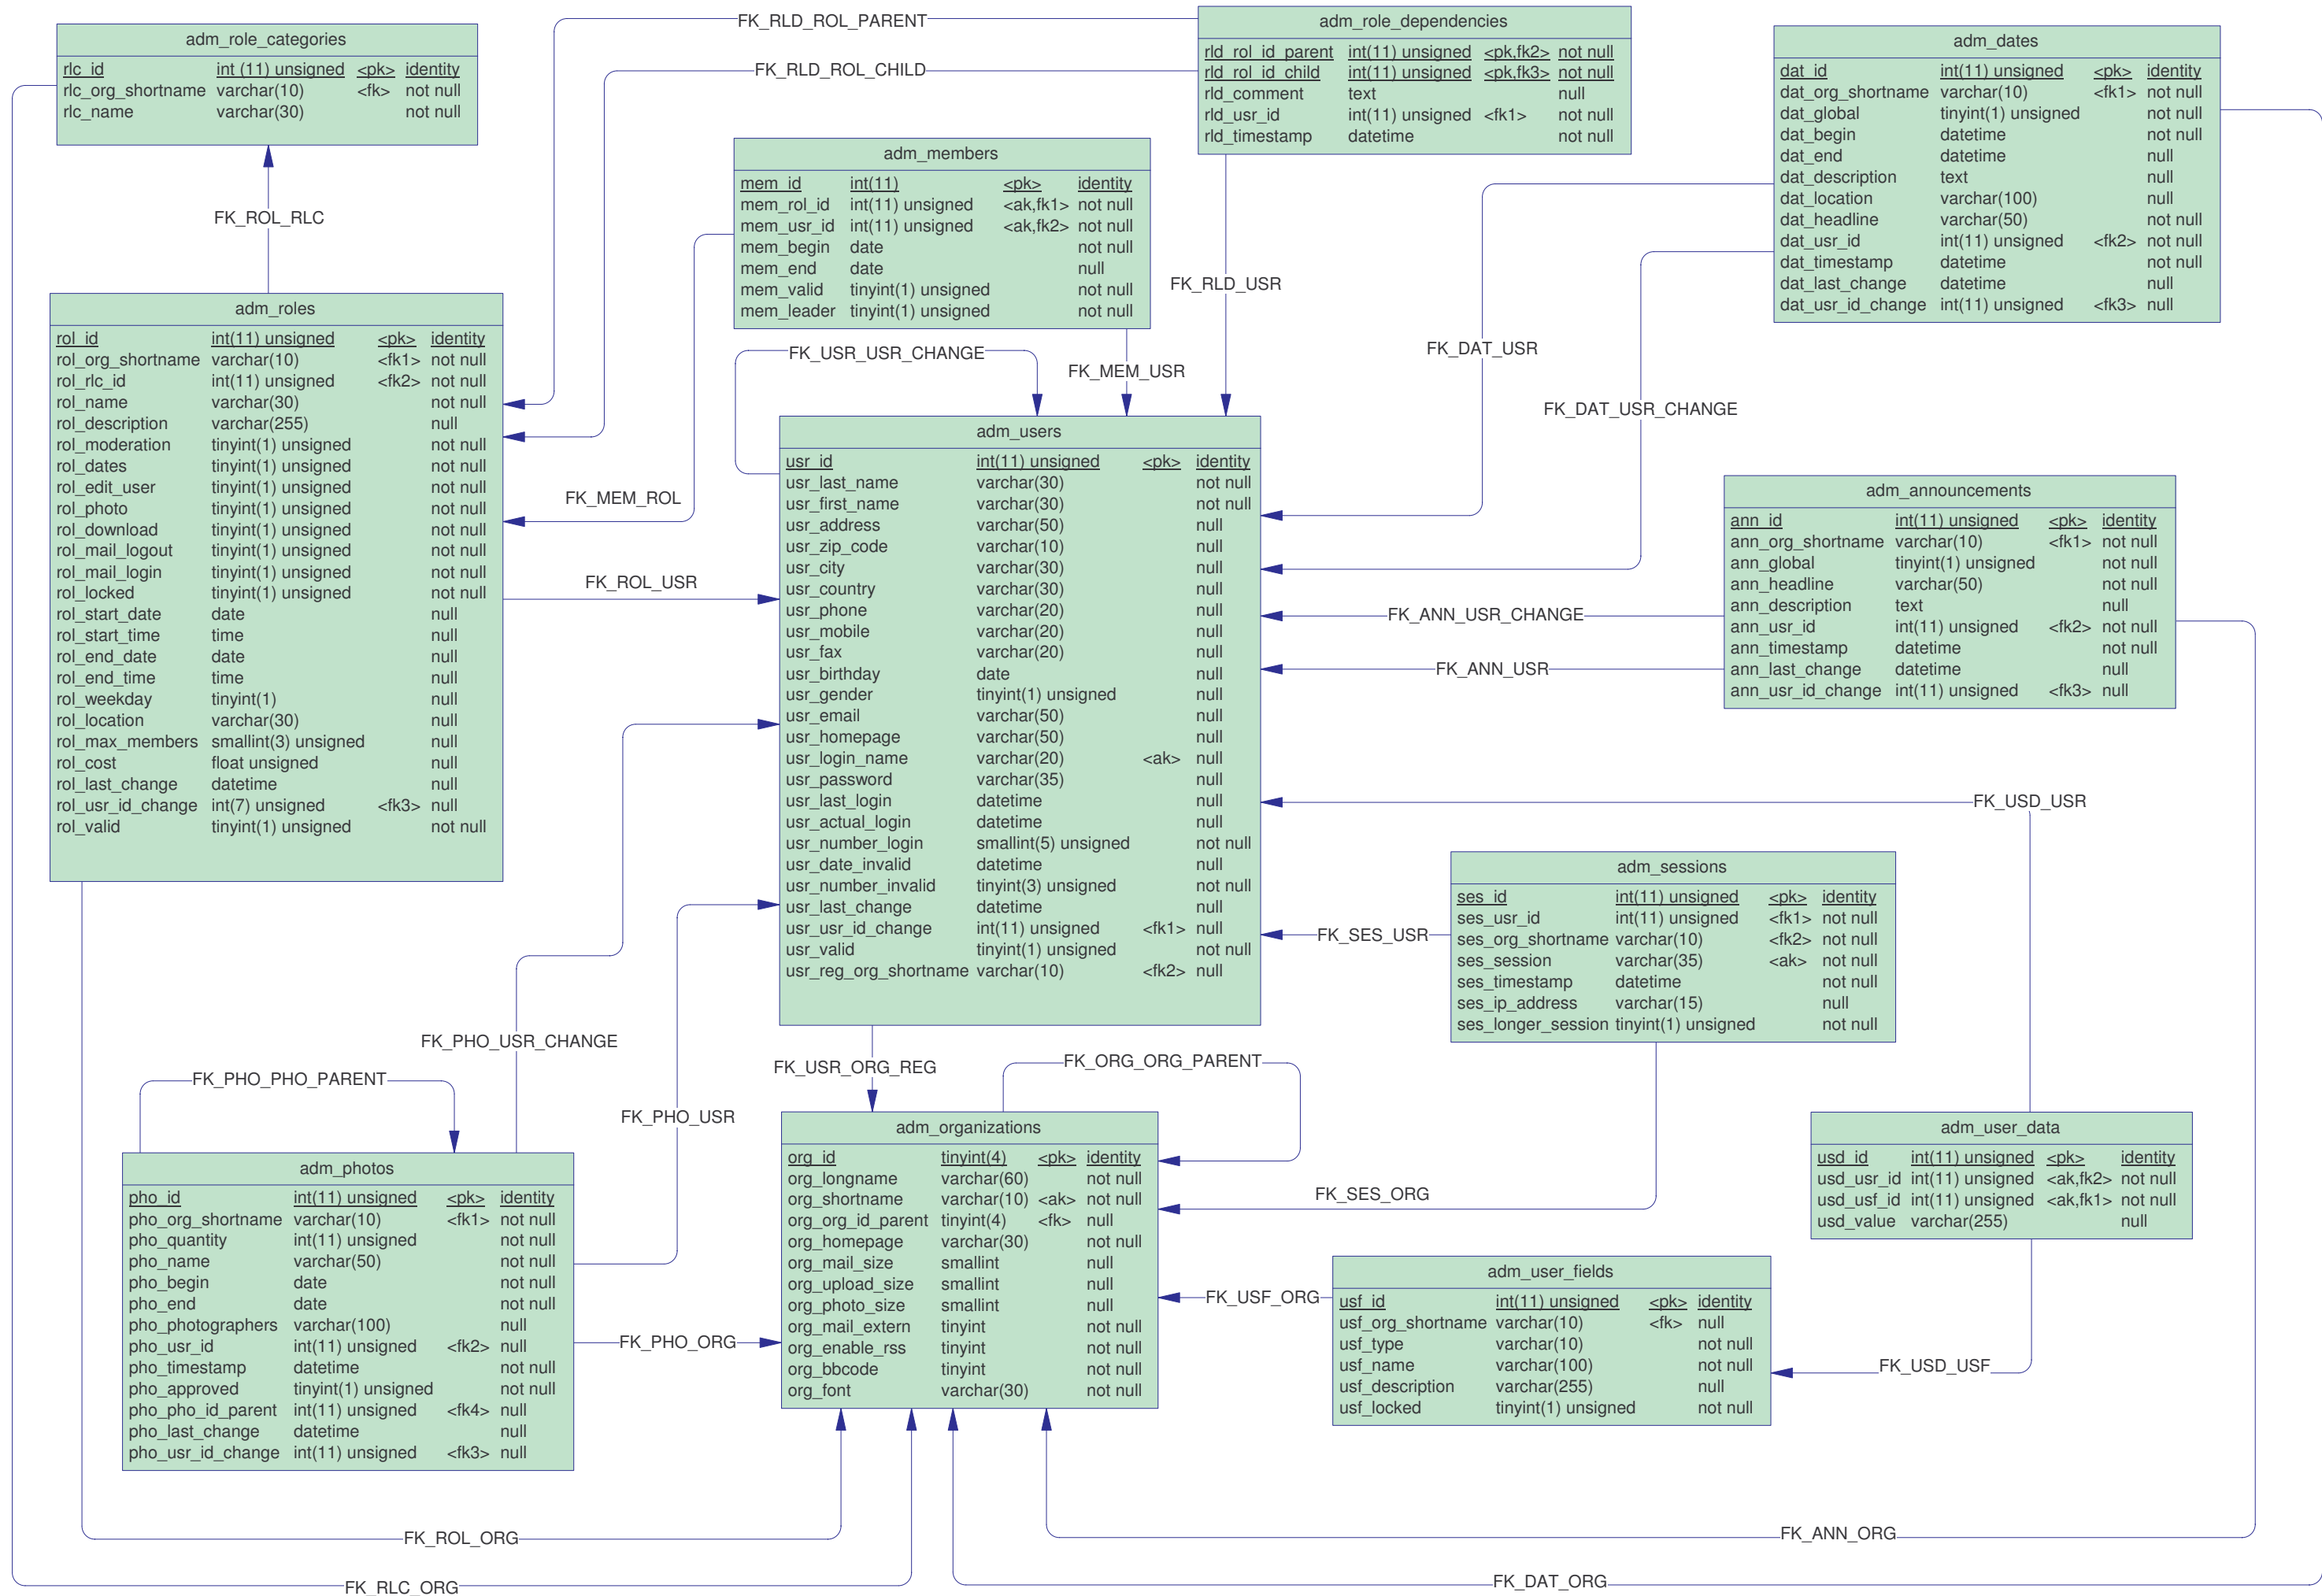 adm_role_categories
rlc_id int (11) unsigned <pk> identity
rlc_org_shortname varchar(10) <fk> not null
rlc_name varchar(30) not null
FK_RLD_ROL_PARENT
FK_RLD_ROL_CHILD
adm_role_dependencies
rld_rol_id_parent int(11) unsigned <pk,fk2> not null
rld_rol_id_child int(11) unsigned <pk,fk3> not null
rld_comment text null
rld_usr_id int(11) unsigned <fk1> not null
rld_timestamp datetime not null
adm_dates
dat_id int(11) unsigned <pk> identity
dat_org_shortname varchar(10) <fk1> not null
dat_global tinyint(1) unsigned not null
dat_begin datetime not null
dat_end datetime null
dat_description text null
dat_location varchar(100) null
dat_headline varchar(50) not null
dat_usr_id int(11) unsigned <fk2> not null
dat_timestamp datetime not null
dat_last_change datetime null
dat_usr_id_change int(11) unsigned <fk3> null
adm_members
mem_id int(11) <pk> identity
mem_rol_id int(11) unsigned <ak,fk1> not null
mem_usr_id int(11) unsigned <ak,fk2> not null
mem_begin date not null
mem_end date null
mem_valid tinyint(1) unsigned not null
mem_leader tinyint(1) unsigned not null
FK_ROL_RLC
FK_RLD_USR
FK_USR_USR_CHANGE
FK_MEM_USR
FK_DAT_USR
FK_DAT_USR_CHANGE
adm_roles
rol_id int(11) unsigned <pk> identity
rol_org_shortname varchar(10) <fk1> not null
rol_rlc_id int(11) unsigned <fk2> not null
rol_name varchar(30) not null
rol_description varchar(255) null
rol_moderation tinyint(1) unsigned not null
rol_dates tinyint(1) unsigned not null
rol_edit_user tinyint(1) unsigned not null
rol_photo tinyint(1) unsigned not null
rol_download tinyint(1) unsigned not null
rol_mail_logout tinyint(1) unsigned not null
rol_mail_login tinyint(1) unsigned not null
rol_locked tinyint(1) unsigned not null
rol_start_date date null
rol_start_time time null
rol_end_date date null
rol_end_time time null
rol_weekday tinyint(1) null
rol_location varchar(30) null
rol_max_members smallint(3) unsigned null
rol_cost float unsigned null
rol_last_change datetime null
rol_usr_id_change int(7) unsigned <fk3> null
rol_valid tinyint(1) unsigned not null
FK_MEM_ROL
FK_ROL_USR
adm_users
usr_id int(11) unsigned <pk> identity
usr_last_name varchar(30) not null
usr_first_name varchar(30) not null
usr_address varchar(50) null
usr_zip_code varchar(10) null
usr_city varchar(30) null
usr_country varchar(30) null
usr_phone varchar(20) null
usr_mobile varchar(20) null
usr_fax varchar(20) null
usr_birthday date null
usr_gender tinyint(1) unsigned null
usr_email varchar(50) null
usr_homepage varchar(50) null
usr_login_name varchar(20) <ak> null
usr_password varchar(35) null
usr_last_login datetime null
usr_actual_login datetime null
usr_number_login smallint(5) unsigned not null
usr_date_invalid datetime null
usr_number_invalid tinyint(3) unsigned not null
usr_last_change datetime null
usr_usr_id_change int(11) unsigned <fk1> null
usr_valid tinyint(1) unsigned not null
usr_reg_org_shortname varchar(10) <fk2> null
adm_announcements
ann_id int(11) unsigned <pk> identity
ann_org_shortname varchar(10) <fk1> not null
ann_global tinyint(1) unsigned not null
ann_headline varchar(50) not null
ann_description text null
ann_usr_id int(11) unsigned <fk2> not null
ann_timestamp datetime not null
ann_last_change datetime null
ann_usr_id_change int(11) unsigned <fk3> null
FK_ANN_USR_CHANGE
FK_ANN_USR
FK_USD_USR
adm_sessions
ses_id int(11) unsigned <pk> identity
ses_usr_id int(11) unsigned <fk1> not null
ses_org_shortname varchar(10) <fk2> not null
ses_session varchar(35) <ak> not null
ses_timestamp datetime not null
ses_ip_address varchar(15) null
ses_longer_session tinyint(1) unsigned not null
FK_SES_USR
FK_PHO_USR_CHANGE
FK_PHO_PHO_PARENT
FK_PHO_USR
FK_USR_ORG_REG
FK_ORG_ORG_PARENT
adm_photos
pho_id int(11) unsigned <pk> identity
pho_org_shortname varchar(10) <fk1> not null
pho_quantity int(11) unsigned not null
pho_name varchar(50) not null
pho_begin date not null
pho_end date not null
pho_photographers varchar(100) null
pho_usr_id int(11) unsigned <fk2> null
pho_timestamp datetime not null
pho_approved tinyint(1) unsigned not null
pho_pho_id_parent int(11) unsigned <fk4> null
pho_last_change datetime null
pho_usr_id_change int(11) unsigned <fk3> null
FK_PHO_ORG
adm_organizations
org_id tinyint(4) <pk> identity
org_longname varchar(60) not null
org_shortname varchar(10) <ak> not null
org_org_id_parent tinyint(4) <fk> null
org_homepage varchar(30) not null
org_mail_size smallint null
org_upload_size smallint null
org_photo_size smallint null
org_mail_extern tinyint not null
org_enable_rss tinyint not null
org_bbcode tinyint not null
org_font varchar(30) not null
FK_SES_ORG
FK_USF_ORG
adm_user_data
usd_id int(11) unsigned <pk> identity
usd_usr_id int(11) unsigned <ak,fk2> not null
usd_usf_id int(11) unsigned <ak,fk1> not null
usd_value varchar(255) null
adm_user_fields
usf_id int(11) unsigned <pk> identity
usf_org_shortname varchar(10) <fk> null
usf_type varchar(10) not null
usf_name varchar(100) not null
usf_description varchar(255) null
usf_locked tinyint(1) unsigned not null
FK_USD_USF
FK_ROL_ORG
FK_ANN_ORG
FK_RLC_ORG
FK_DAT_ORG